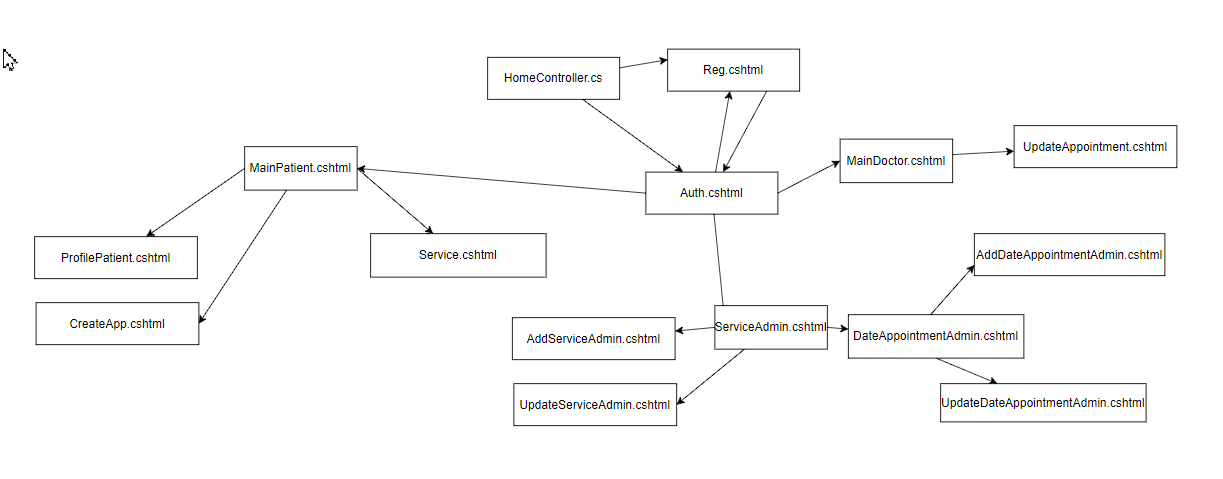 HomeController.cs
Reg.cshtml
MainPatient.cshtml
Auth.cshtml
MainDoctor.cshtml
UpdateAppointment.cshtml
ProfilePatient.cshtml
Service.cshtml
AddDateAppointmentAdmin.cshtml
CreateApp.cshtml
AddServiceAdmin.cshtml
ServiceAdmin.cshtml
DateAppointmentAdmin.cshtml
UpdateServiceAdmin.cshtml
UpdateDateAppointmentAdmin.cshtml